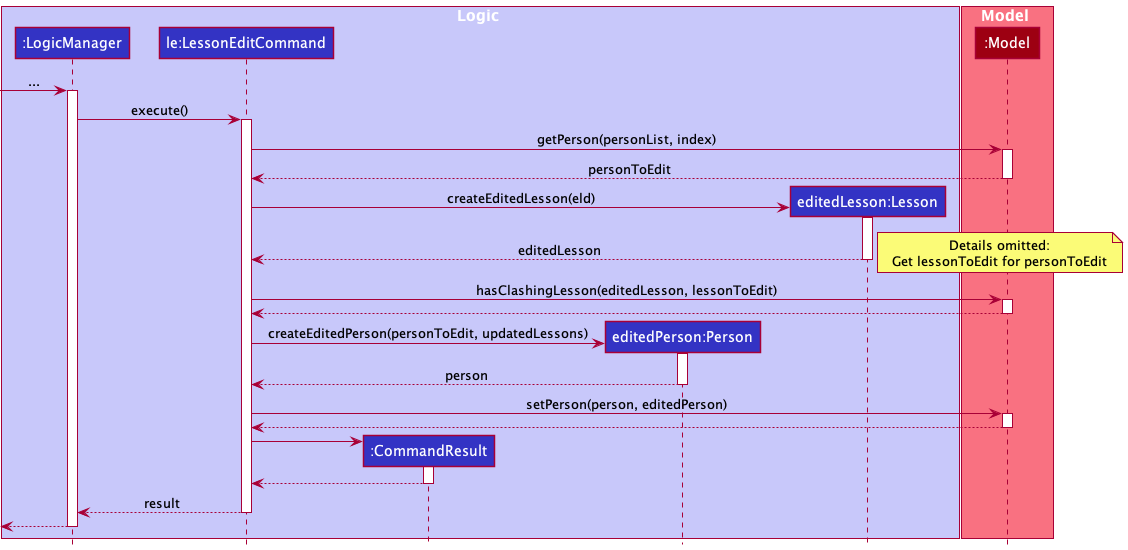 Logic
Model
:LogicManager
le:LessonEditCommand
:Model
...
execute()
getPerson(personList, index)
personToEdit
createEditedLesson(eld)
editedLesson:Lesson
Details omitted:
Get lessonToEdit for personToEdit
editedLesson
hasClashingLesson(editedLesson, lessonToEdit)
createEditedPerson(personToEdit, updatedLessons)
editedPerson:Person
person
setPerson(person, editedPerson)
:CommandResult
result